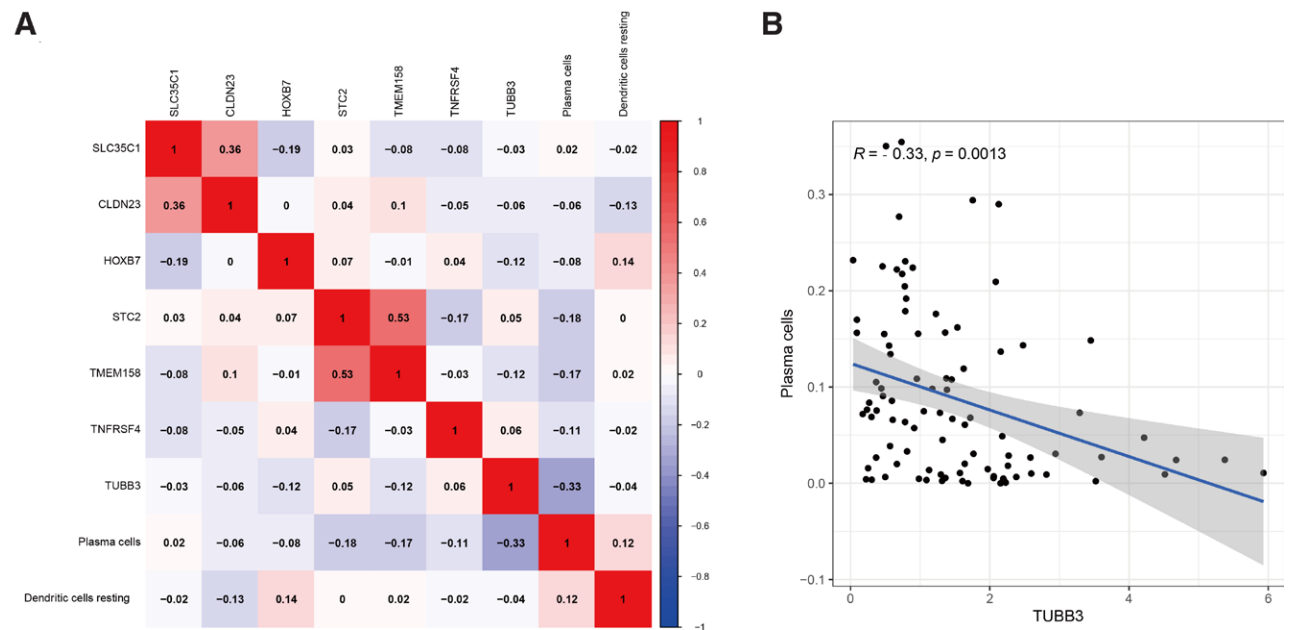 A
B
SLC35C1 CLDN23 HOXB7 STC2 TMEM158 TNFRSF4 TUBB3 Plasma cells Dendritic cells resting
SLC35C1 1 0.36 −0.19 0.03 −0.08 −0.08 −0.03 0.02 −0.02
CLDN23 0.36 1 0 0.04 0.1 −0.05 −0.06 −0.06 −0.13
HOXB7 −0.19 0 1 0.07 −0.01 0.04 −0.12 −0.08 0.14
STC2 0.03 0.04 0.07 1 0.53 −0.17 0.05 −0.18 0
TMEM158 −0.08 0.1 −0.01 0.53 1 −0.03 −0.12 −0.17 0.02
TNFRSF4 −0.08 −0.05 0.04 −0.17 −0.03 1 0.06 −0.11 −0.02
TUBB3 −0.03 −0.06 −0.12 0.05 −0.12 0.06 1 −0.33 −0.04
Plasma cells 0.02 −0.06 −0.08 −0.18 −0.17 −0.11 −0.33 1 0.12
Dendritic cells resting −0.02 −0.13 0.14 0 0.02 −0.02 −0.04 0.12 1
1
0.8
0.6
0.4
0.2
0
−0.2
−0.4
−0.6
−0.8
−1
R = - 0.33, p = 0.0013
Plasma cells
0.3
0.2
0.1
0.0
−0.1
0 2 4 6
TUBB3